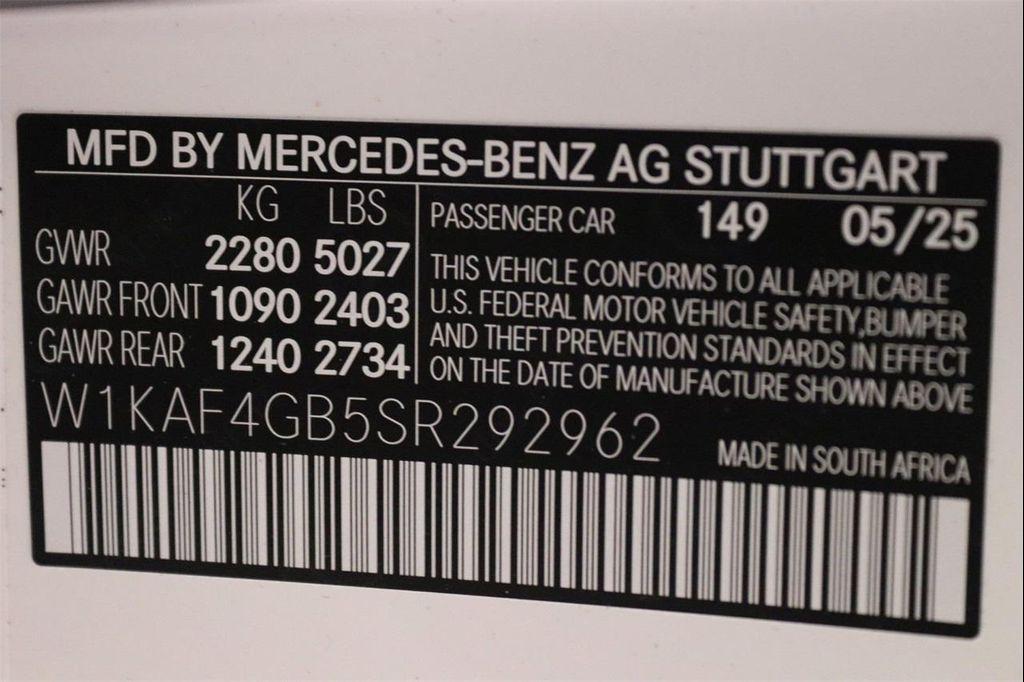 MFD BY MERCEDES-BENZ AG STUTTGART
KG LBS
GVWR 2280 5027
GAWR FRONT 1090 2403
GAWR REAR 1240 2734
PASSENGER CAR 149 05/25
THIS VEHICLE CONFORMS TO ALL APPLICABLE
U.S. FEDERAL MOTOR VEHICLE SAFETY,BUMPER
AND THEFT PREVENTION STANDARDS IN EFFECT
ON THE DATE OF MANUFACTURE SHOWN ABOVE
W1KAF4GB5SR292962
MADE IN SOUTH AFRICA